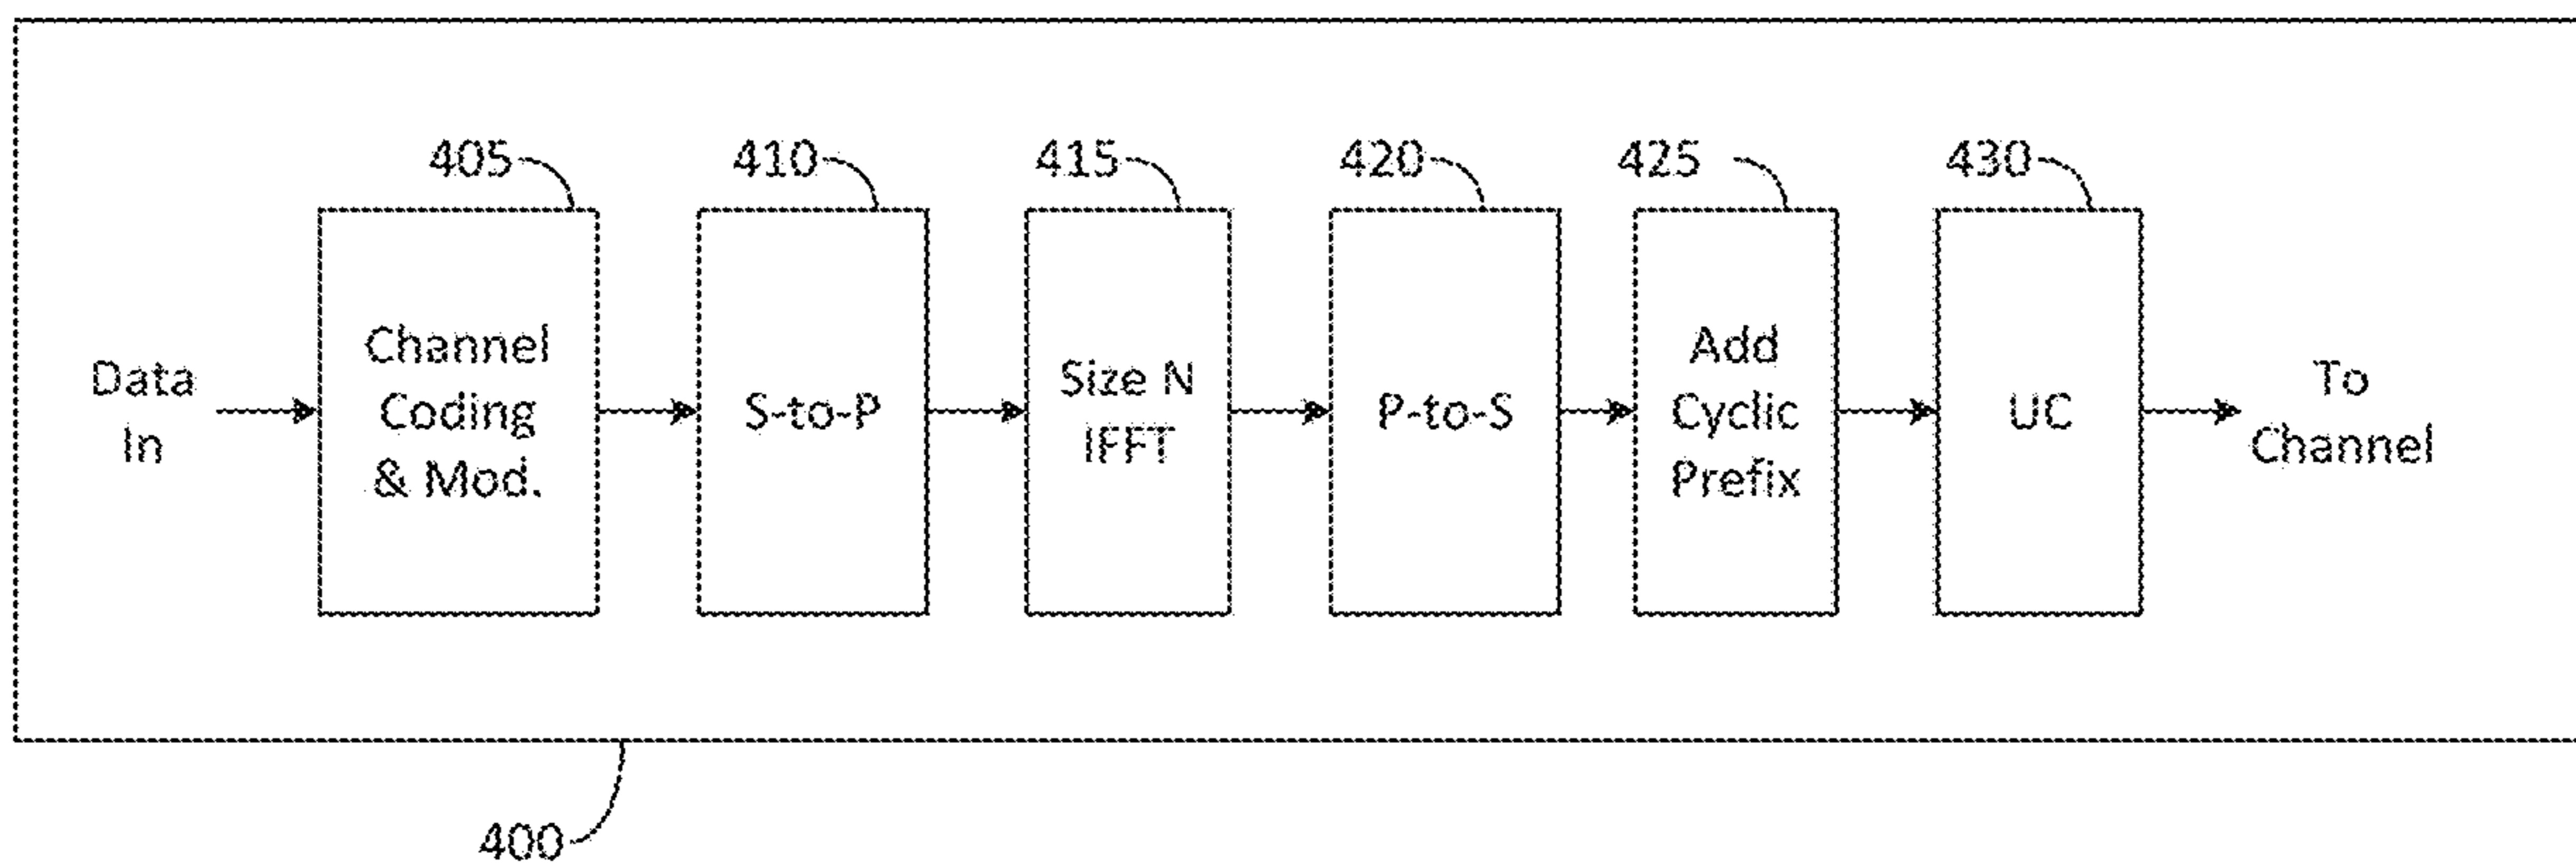 405
410
415
420
425
430
Data
In
Channel
Coding
& Mod.
S-to-P
Size N
IFFT
P-to-S
Add
Cyclic
Prefix
UC
To
Channel
400